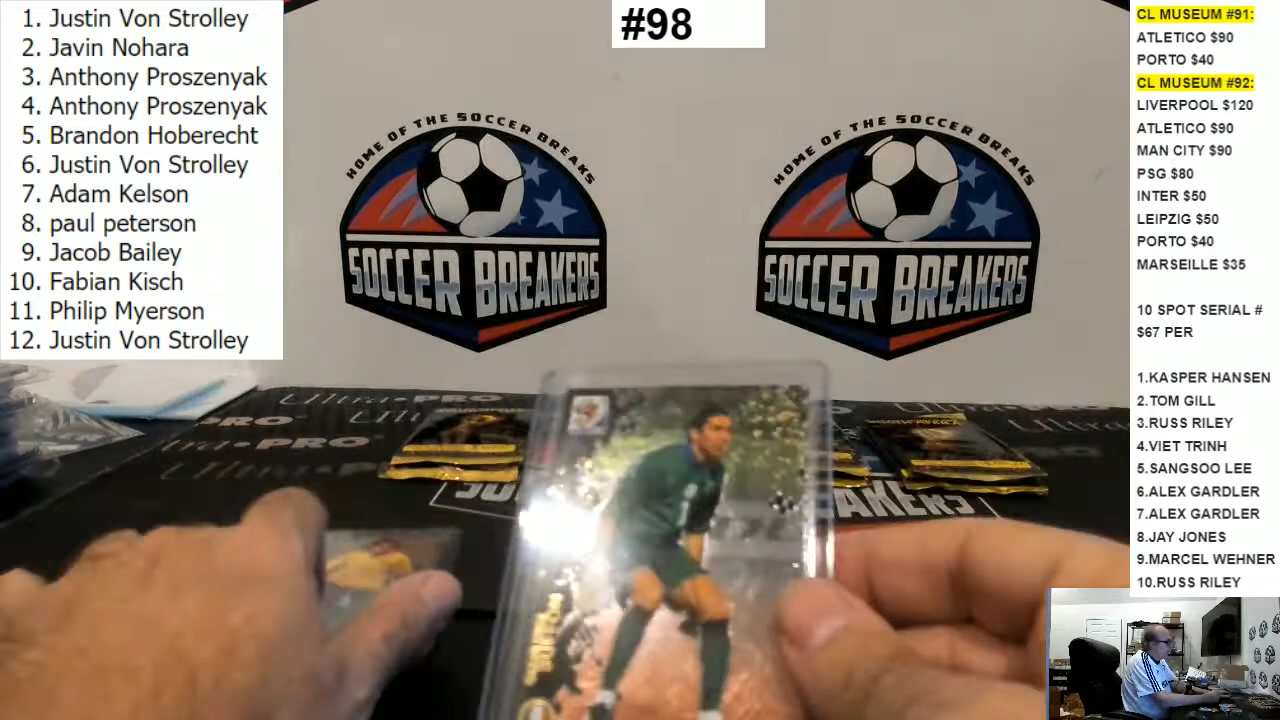 1. Justin Von Strolley
2. Javin Nohara
3. Anthony Proszenyak
4. Anthony Proszenyak
5. Brandon Hoberecht
6. Justin Von Strolley
7. Adam Kelson
8. paul peterson
9. Jacob Bailey
10. Fabian Kisch
11. Philip Myerson
12. Justin Von Strolley
#98
HOME OF THE SOCCER BREAKS
SOCCER BREAKERS
HOME OF THE SOCCER BREAKS
SOCCER BREAKERS
CL MUSEUM #91:
ATLETICO $90
PORTO $40
CL MUSEUM #92:
LIVERPOOL $120
ATLETICO $90
MAN CITY $90
PSG $80
INTER $50
LEIPZIG $50
PORTO $40
MARSEILLE $35
10 SPOT SERIAL #
$67 PER
1.KASPER HANSEN
2.TOM GILL
3.RUSS RILEY
4.VIET TRINH
5.SANGSOO LEE
6.ALEX GARDLER
7.ALEX GARDLER
8.JAY JONES
9.MARCEL WEHNER
10.RUSS RILEY
Ultra PRO
PRO
PRO